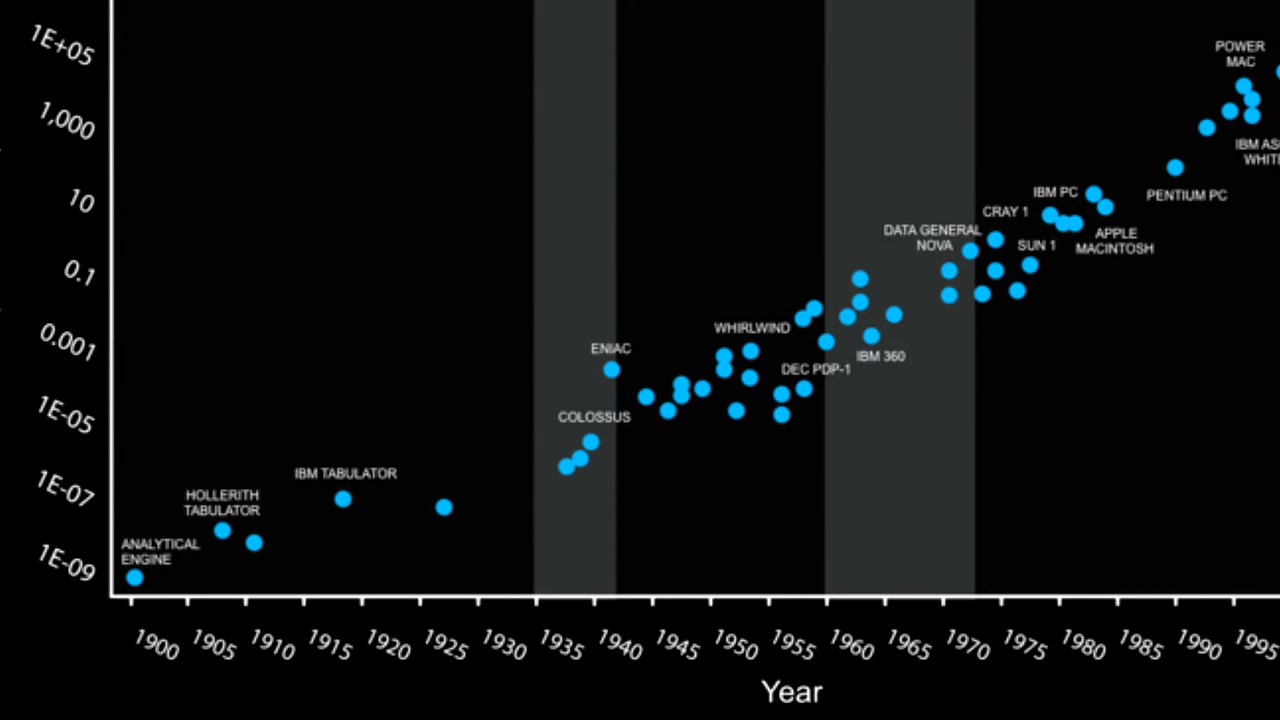 1E+05
1,000
10
0.1
0.001
1E-05
1E-07
1E-09
POWER
MAC
IBM PC
PENTIUM PC
CRAY 1
DATA GENERAL
NOVA
SUN 1
APPLE
MACINTOSH
WHIRLWIND
ENIAC
IBM 360
DEC PDP-1
COLOSSUS
IBM TABULATOR
HOLLERITH
TABULATOR
ANALYTICAL
ENGINE
IBM
1900 1905 1910 1915 1920 1925 1930 1935 1940 1945 1950 1955 1960 1965 1970 1975 1980 1985 1990 1995
Year